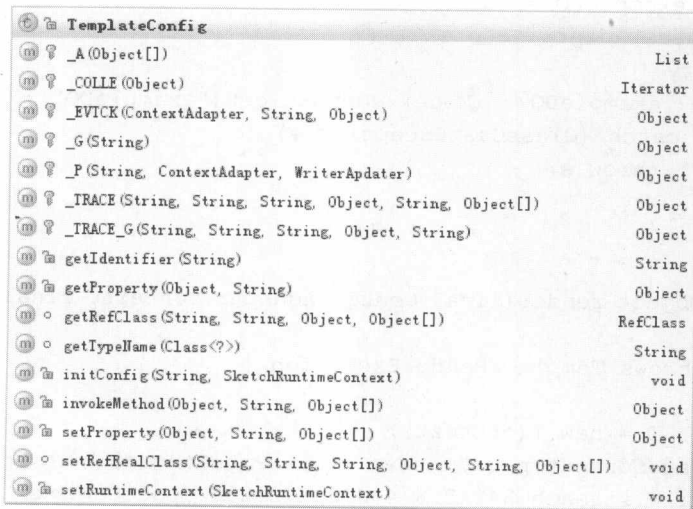 TemplateConfig
_A(Object[]) List
_COLLE(Object) Iterator
_EVICK(ContextAdapter, String, Object) Object
_G(String) Object
_P(String, ContextAdapter, WriterApdater) Object
_TRACE(String, String, String, Object, String, Object[]) Object
_TRACE_G(String, String, String, Object, String) Object
getIdentifier(String) String
getProperty(Object, String) Object
getRefClass(String, String, Object, Object[]) RefClass
getTypeName(Class<?>) String
initConfig(String, SketchRuntimeContext) void
invokeMethod(Object, String, Object[]) Object
setProperty(Object, String, Object[]) Object
setRefRealClass(String, String, String, Object, String, Object[]) void
setRuntimeContext(SketchRuntimeContext) void